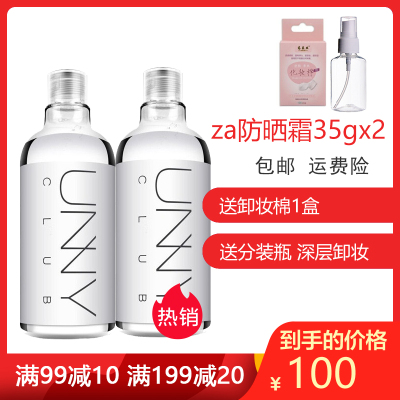 za防晒霜35gx2
包邮 运费险
送卸妆棉1盒
送分装瓶 深层卸妆
UNNY
CLUB
UNNY
CLUB
热销
到手的价格
¥100
满99减10 满199减20